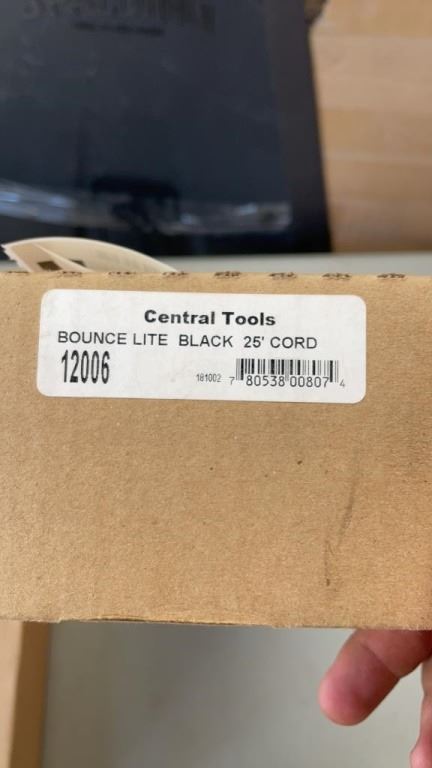 Central Tools
BOUNCE LITE BLACK 25' CORD
12006
181002 7 80538 00807 4